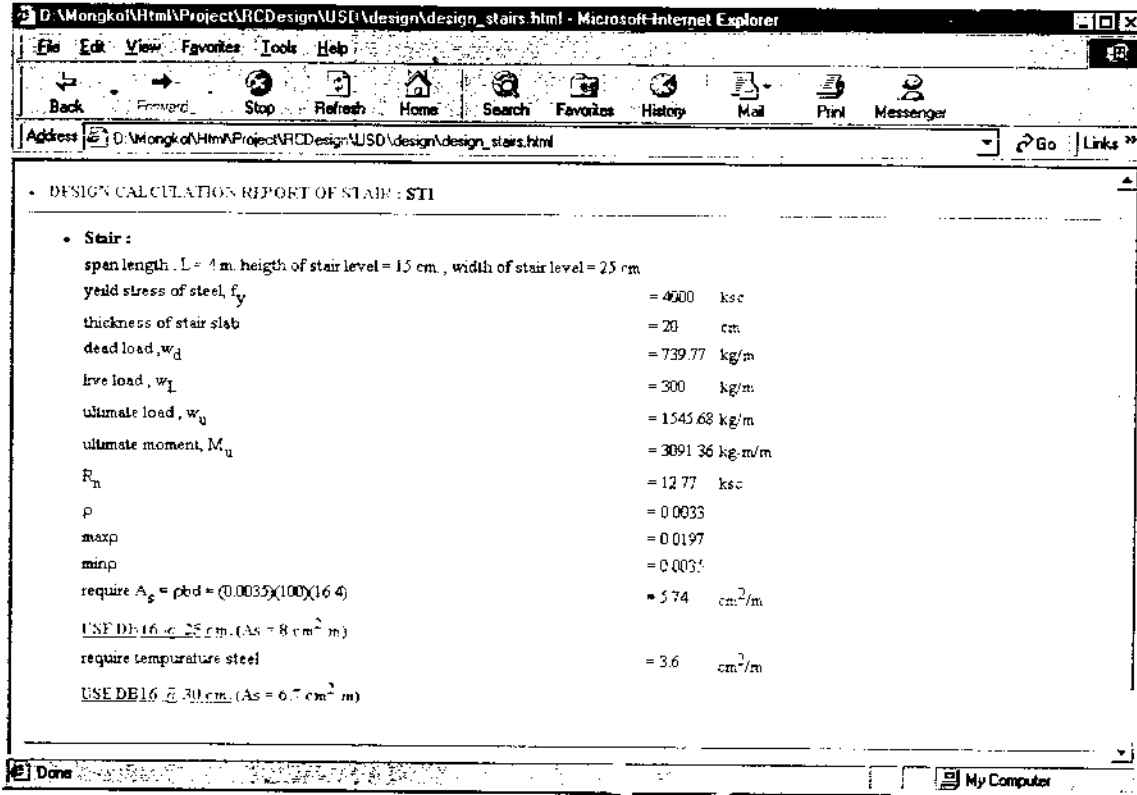 D:\Mongkol\Html\Project\RCDesign\USD\design\design_stairs.html - Microsoft Internet Explorer
File Edit View Favorites Tools Help
Back Forward Stop Refresh Home Search Favorites History Mail Print Messenger
Address D:\Mongkol\Html\Project\RCDesign\USD\design\design_stairs.html Go Links »
• DESIGN CALCULATION REPORT OF STAIR : ST1
• Stair :
span length , L = 4 m. heigth of stair level = 15 cm. , width of stair level = 25 cm
yeild stress of steel, fy = 4000 ksc
thickness of stair slab = 20 cm
dead load ,wd = 739.77 kg/m
live load , wL = 300 kg/m
ultimate load , wu = 1545.68 kg/m
ultimate moment, Mu = 3091.36 kg-m/m
Rn = 12.77 ksc
ρ = 0.0033
maxρ = 0.0197
minρ = 0.0035
require As = ρbd = (0.0035)(100)(16.4) = 5.74 cm²/m
USE DB16 @ 25 cm. (As = 8 cm² m)
require tempurature steel = 3.6 cm²/m
USE DB16 @ 30 cm. (As = 6.7 cm² m)
Done My Computer